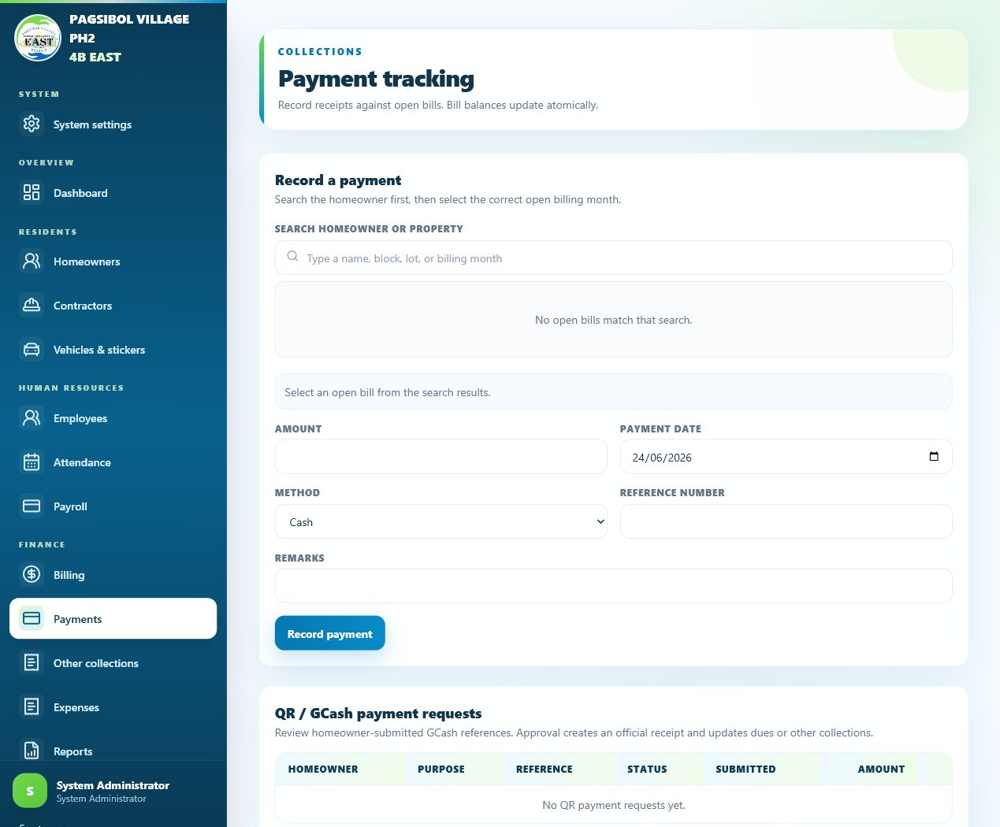 EAST
PAGSIBOL VILLAGE
PH2
4B EAST
SYSTEM
System settings
OVERVIEW
Dashboard
RESIDENTS
Homeowners
Contractors
Vehicles & stickers
HUMAN RESOURCES
Employees
Attendance
Payroll
FINANCE
Billing
Payments
Other collections
Expenses
Reports
S
System Administrator
System Administrator
COLLECTIONS
Payment tracking
Record receipts against open bills. Bill balances update atomically.
Record a payment
Search the homeowner first, then select the correct open billing month.
SEARCH HOMEOWNER OR PROPERTY
Type a name, block, lot, or billing month
No open bills match that search.
Select an open bill from the search results.
AMOUNT
PAYMENT DATE
24/06/2026
METHOD
REFERENCE NUMBER
Cash
REMARKS
Record payment
QR / GCash payment requests
Review homeowner-submitted GCash references. Approval creates an official receipt and updates dues or other collections.
HOMEOWNER PURPOSE REFERENCE STATUS SUBMITTED AMOUNT
No QR payment requests yet.